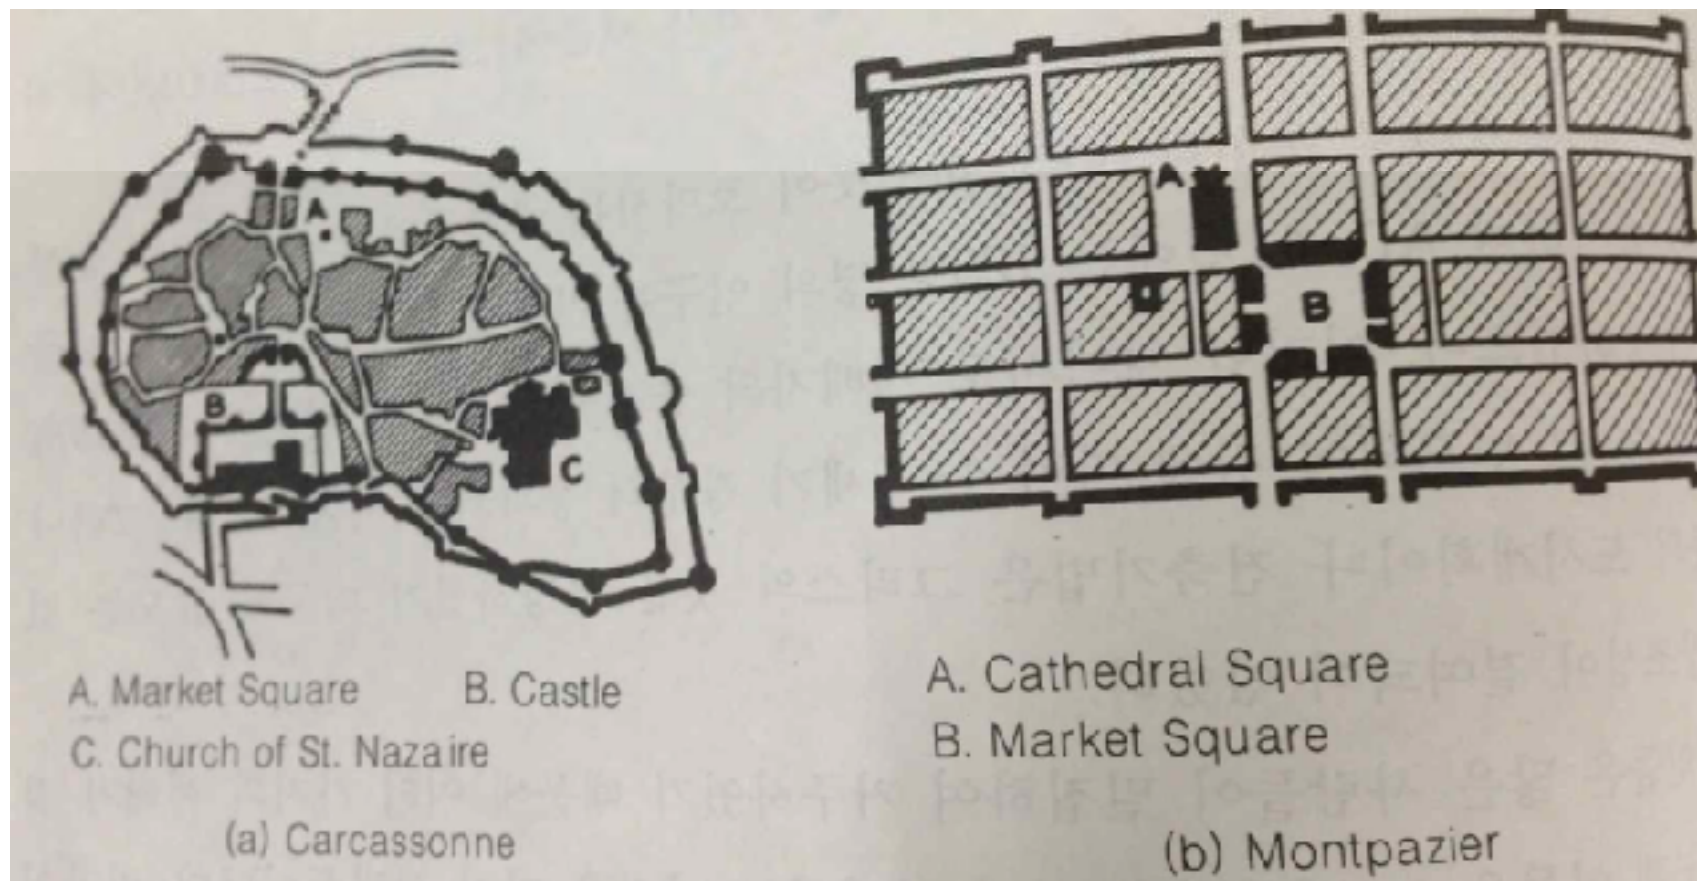 A
B
C
A. Market Square B. Castle
C. Church of St. Nazaire
(a) Carcassonne
A
B
A. Cathedral Square
B. Market Square
(b) Montpazier